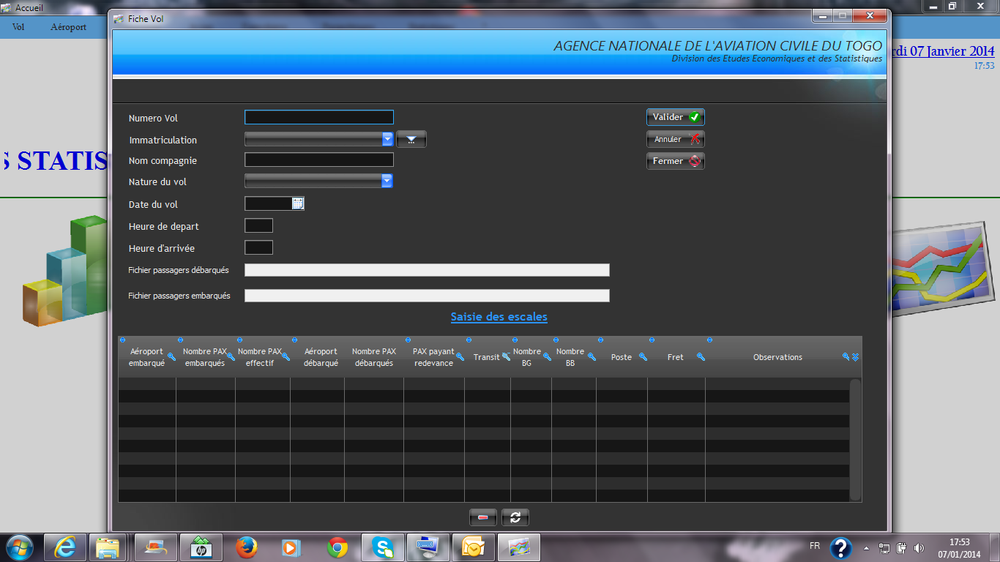 Accueil
Vol Aéroport
Fiche Vol
AGENCE NATIONALE DE L'AVIATION CIVILE DU TOGO
Division des Etudes Economiques et des Statistiques
rdi 07 Janvier 2014
17:53
S STATIS
Numero Vol
Immatriculation
...
Nom compagnie
Nature du vol
Date du vol
Heure de depart
Heure d'arrivée
Fichier passagers débarqués
Fichier passagers embarqués
Valider
Annuler
Fermer
Saisie des escales
Aéroport embarqué
Nombre PAX embarqués
Nombre PAX effectif
Aéroport débarqué
Nombre PAX débarqués
PAX payant redevance
Transit
Nombre BG
Nombre BB
Poste
Fret
Observations
hp
FR
?
17:53
07/01/2014